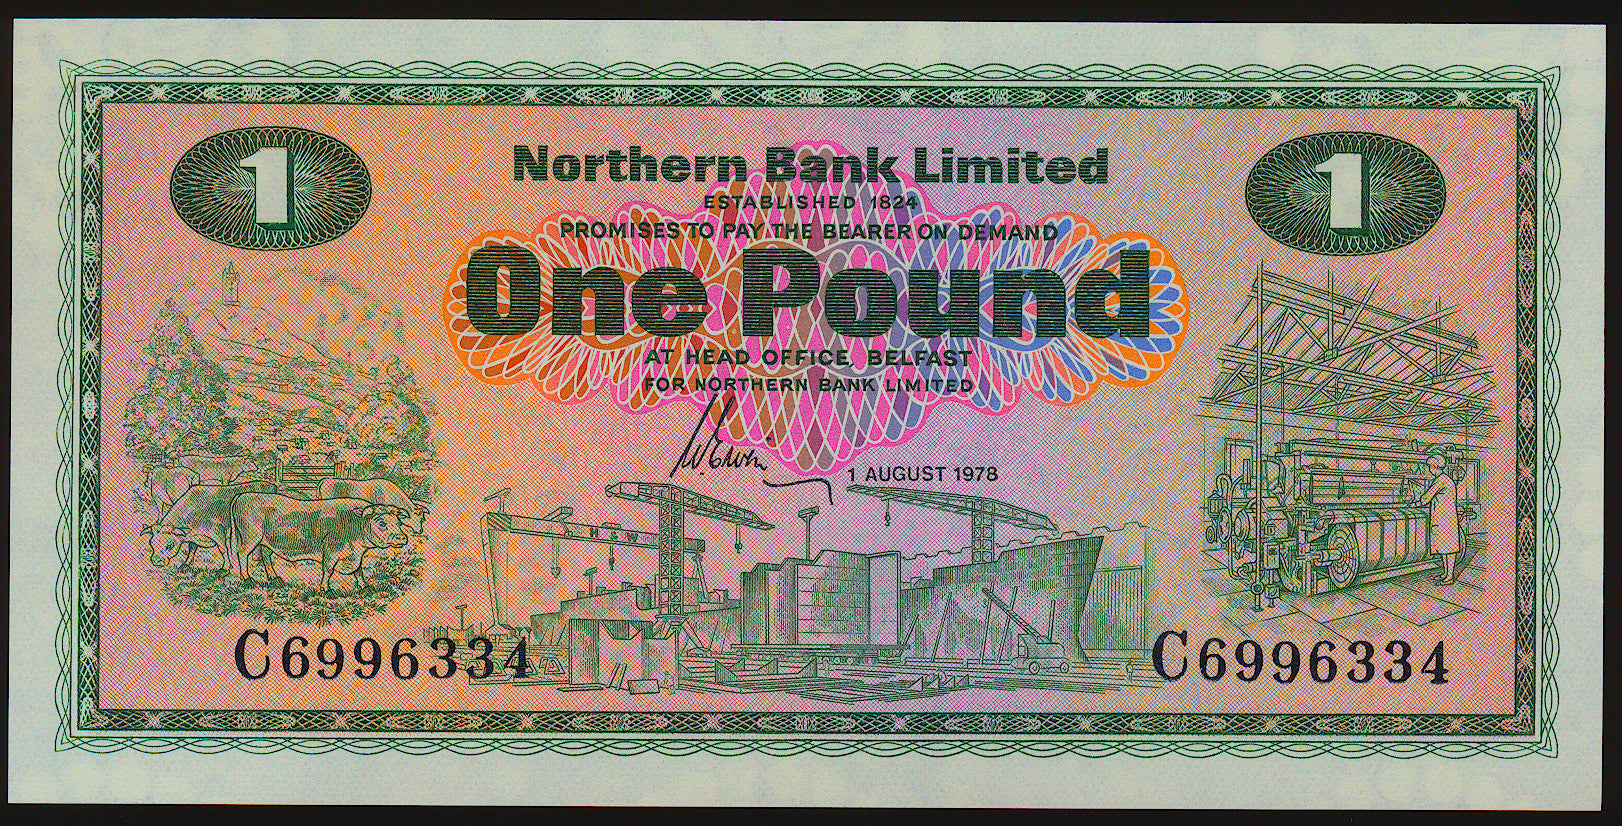 1
1
Northern Bank Limited
ESTABLISHED 1824
PROMISES TO PAY THE BEARER ON DEMAND
One Pound
AT HEAD OFFICE, BELFAST
FOR NORTHERN BANK LIMITED
1 AUGUST 1978
H & W
C6996334
C6996334